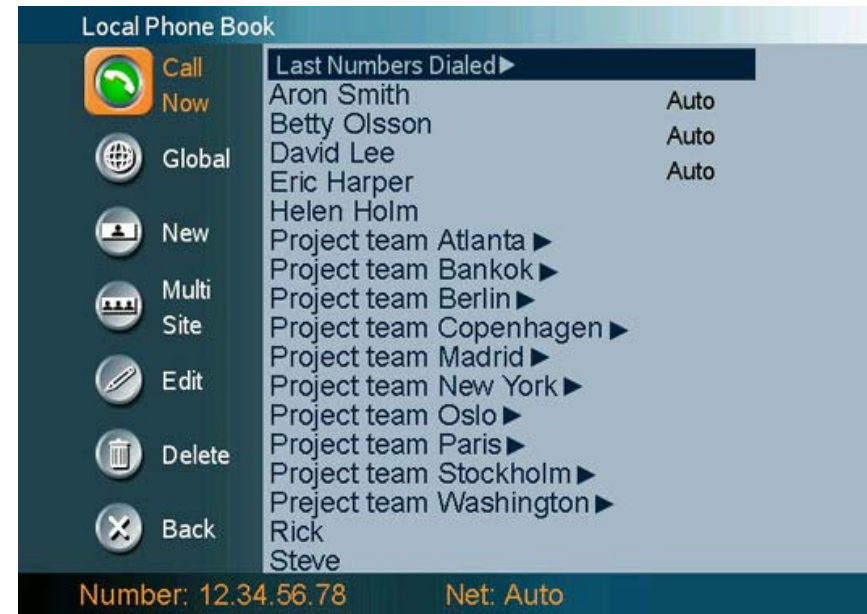 Local Phone Book
Call
Now
Global
New
Multi
Site
Edit
Delete
Back
Last Numbers Dialed▶
Aron Smith
Auto
Betty Olsson
Auto
David Lee
Auto
Eric Harper
Helen Holm
Project team Atlanta▶
Project team Bankok▶
Project team Berlin▶
Project team Copenhagen▶
Project team Madrid▶
Project team New York▶
Project team Oslo▶
Project team Paris▶
Project team Stockholm▶
Preject team Washington▶
Rick
Steve
Number: 12.34.56.78 Net: Auto